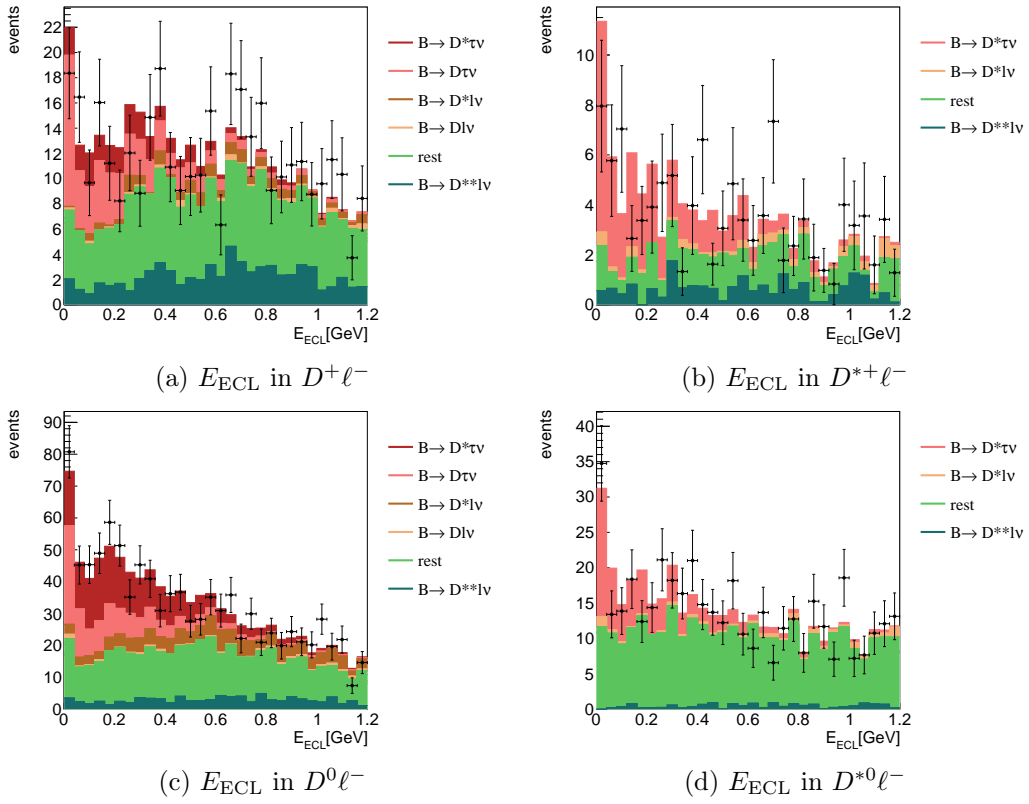 events
22
20
18
16
14
12
10
8
6
4
2
0
0 0.2 0.4 0.6 0.8 1 1.2
E_ECL[GeV]
B→ D*τν
B→ Dτν
B→ D*lν
B→ Dlν
rest
B→ D**lν
(a) E_ECL in D⁺ℓ⁻
events
10
8
6
4
2
0
0 0.2 0.4 0.6 0.8 1 1.2
E_ECL[GeV]
B→ D*τν
B→ D*lν
rest
B→ D**lν
(b) E_ECL in D*⁺ℓ⁻
events
90
80
70
60
50
40
30
20
10
0
0 0.2 0.4 0.6 0.8 1 1.2
E_ECL[GeV]
B→ D*τν
B→ Dτν
B→ D*lν
B→ Dlν
rest
B→ D**lν
(c) E_ECL in D⁰ℓ⁻
events
40
35
30
25
20
15
10
5
0
0 0.2 0.4 0.6 0.8 1 1.2
E_ECL[GeV]
B→ D*τν
B→ D*lν
rest
B→ D**lν
(d) E_ECL in D*⁰ℓ⁻